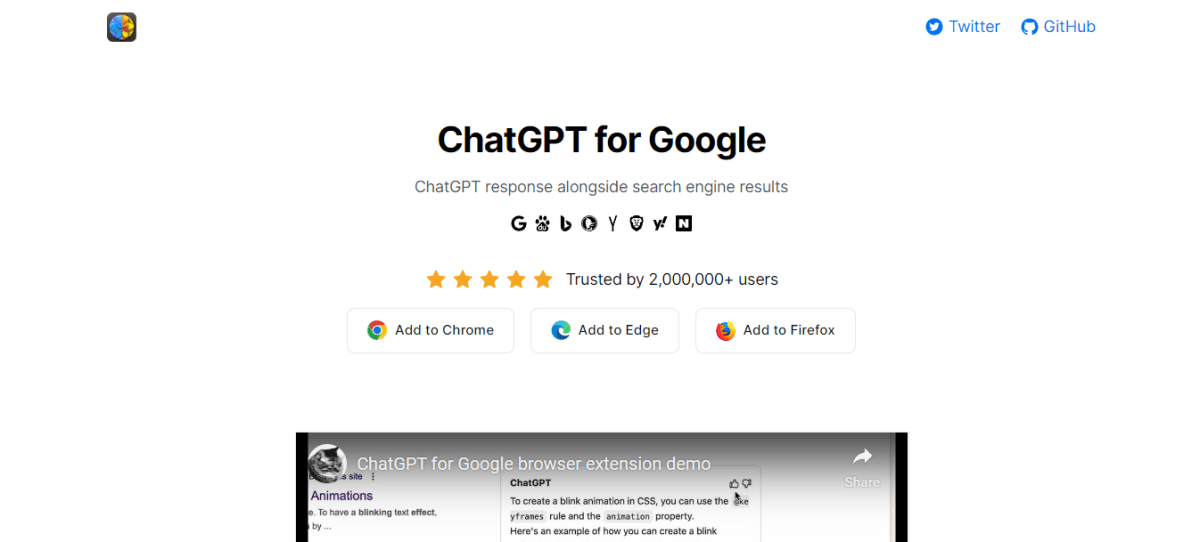 Twitter GitHub
ChatGPT for Google
ChatGPT response alongside search engine results
Trusted by 2,000,000+ users
Add to Chrome Add to Edge Add to Firefox
ChatGPT for Google browser extension demo
Share
s site
Animations
e. To have a blinking text effect,
by ...
ChatGPT
To create a blink animation in CSS, you can use the @ke
yframes rule and the animation property.
Here's an example of how you can create a blink